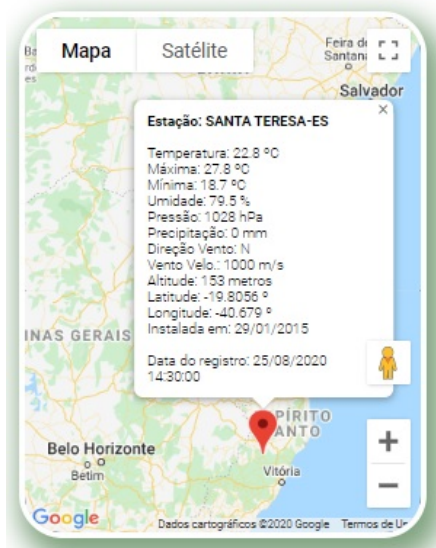 Mapa
Satélite
Feira de
Santana
Salvador
Estação: SANTA TERESA-ES
Temperatura: 22.8 ºC
Máxima: 27.8 ºC
Mínima: 18.7 ºC
Umidade: 79.5 %
Pressão: 1028 hPa
Precipitação: 0 mm
Direção Vento: N
Vento Velo.: 1000 m/s
Altitude: 153 metros
Latitude: -19.8056 º
Longitude: -40.679 º
Instalada em: 29/01/2015
Data do registro: 25/08/2020
14:30:00
INAS GERAIS
PÍRITO
ANTO
Belo Horizonte
Betim
Vitória
Google
Dados cartográficos ©2020 Google Termos de Us